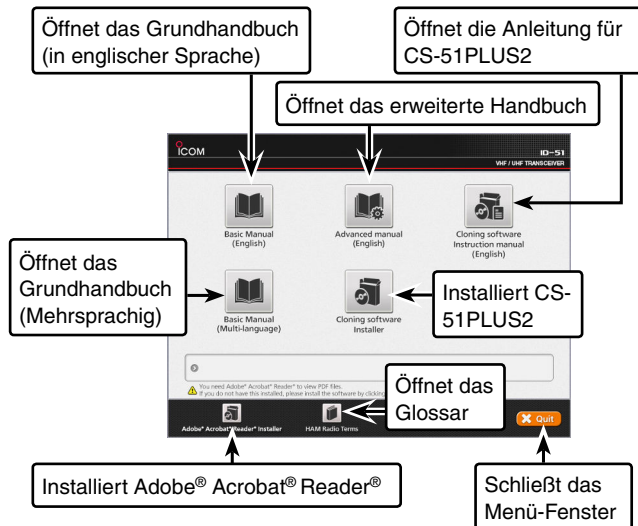 Öffnet das Grundhandbuch
(in englischer Sprache)
Öffnet die Anleitung für
CS-51PLUS2
Öffnet das erweiterte Handbuch
ICOM
ID-51
VHF / UHF TRANSCEIVER
Basic Manual
(English)
Advanced manual
(English)
Cloning software
Instruction manual
(English)
Öffnet das
Grundhandbuch
(Mehrsprachig)
Basic Manual
(Multi-language)
Cloning software
Installer
Installiert CS-
51PLUS2
You need Adobe® Acrobat® Reader® to view PDF files.
If you do not have this installed, please install the software by clicking
Öffnet das
Glossar
Adobe® Acrobat® Reader® Installer
HAM Radio Terms
Quit
Installiert Adobe® Acrobat® Reader®
Schließt das
Menü-Fenster